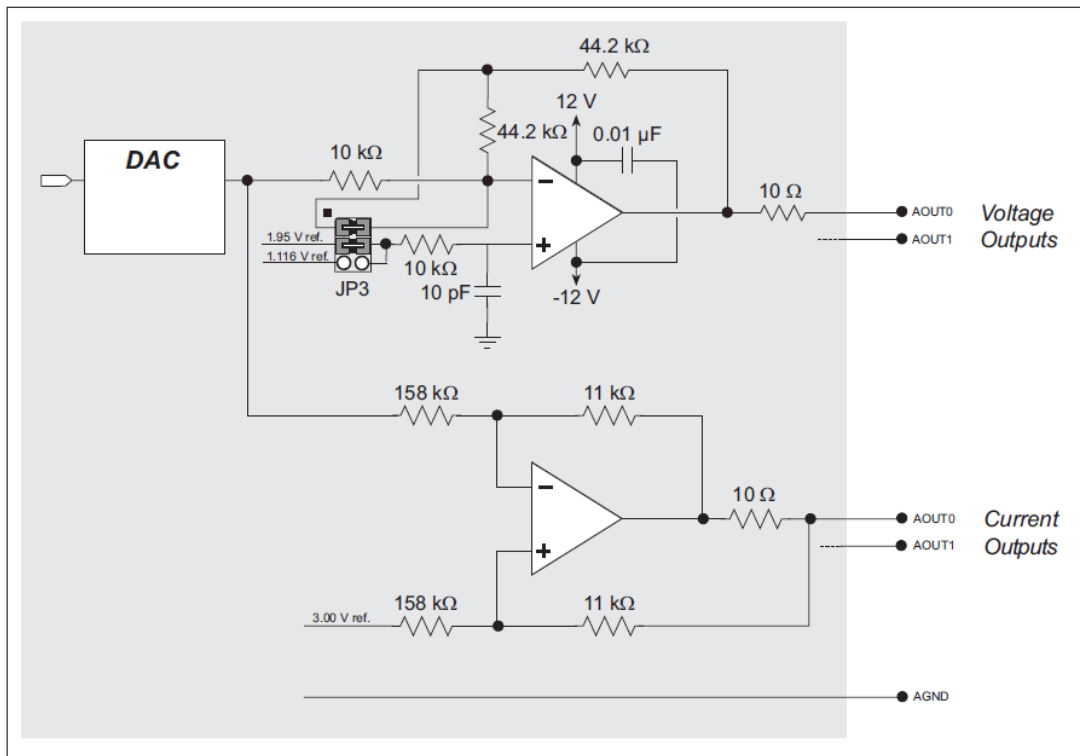 44.2 kΩ
12 V
0.01 µF
44.2 kΩ
DAC
10 kΩ
10 Ω
AOUT0
Voltage
AOUT1
Outputs
1.95 V ref.
1.116 V ref.
10 kΩ
JP3
10 pF
-12 V
158 kΩ
11 kΩ
10 Ω
AOUT0
Current
AOUT1
Outputs
158 kΩ
11 kΩ
3.00 V ref.
AGND